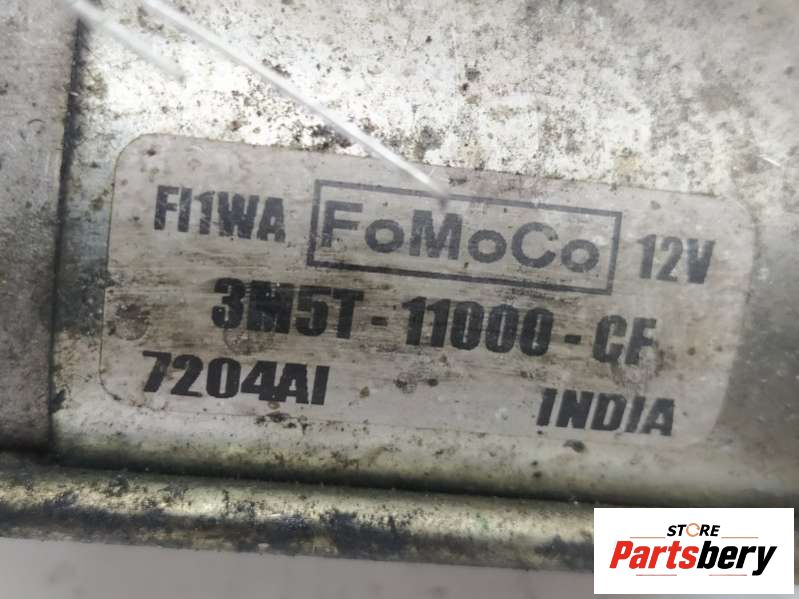 FI1WA FoMoCo 12V
3M5T-11000-CF
7204AI INDIA
STORE
Partsbery